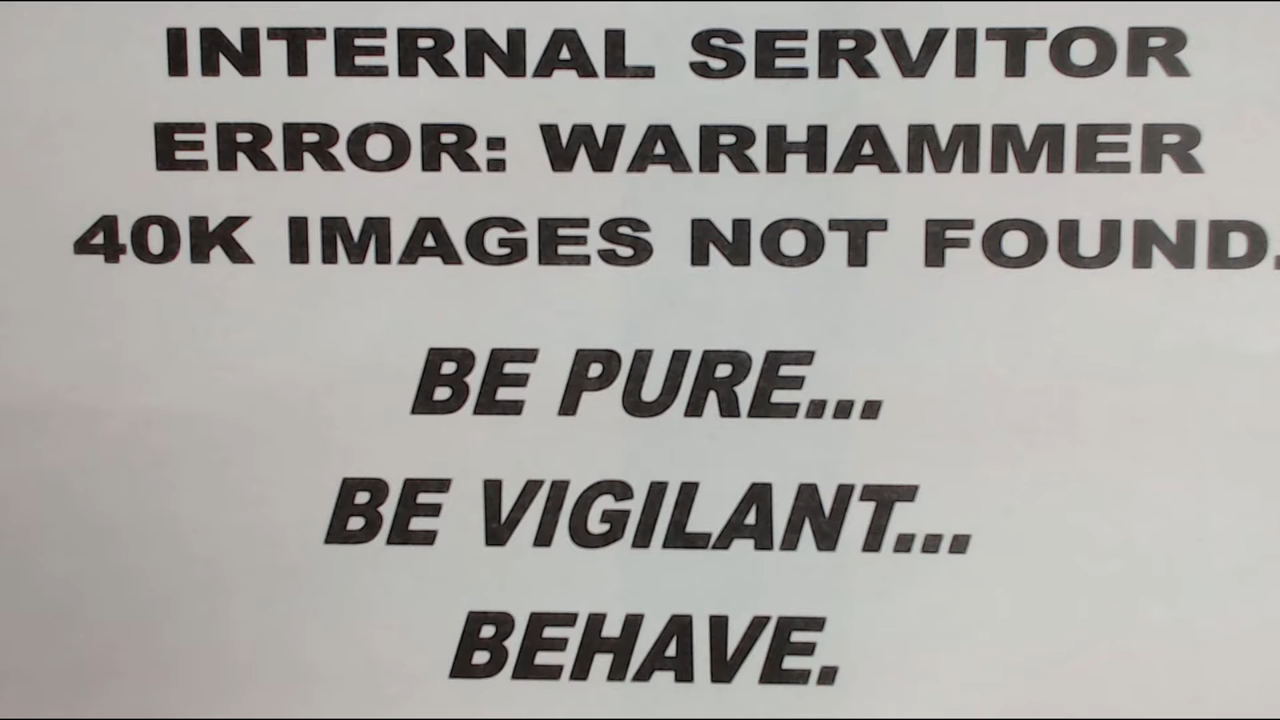 INTERNAL SERVITOR
ERROR: WARHAMMER
40K IMAGES NOT FOUND.
BE PURE...
BE VIGILANT...
BEHAVE.